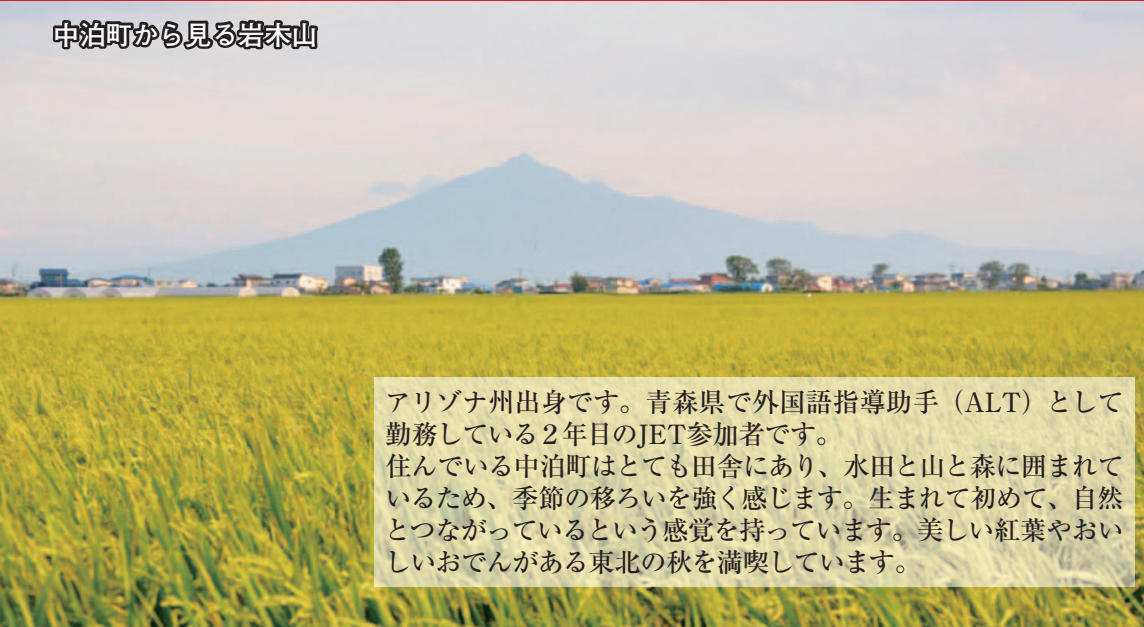 中泊町から見る岩木山
アリゾナ州出身です。青森県で外国語指導助手（ALT）として
勤務している２年目のJET参加者です。
住んでいる中泊町はとても田舎にあり、水田と山と森に囲まれて
いるため、季節の移ろいを強く感じます。生まれて初めて、自然
とつながっているという感覚を持っています。美しい紅葉やおい
しいおでんがある東北の秋を満喫しています。